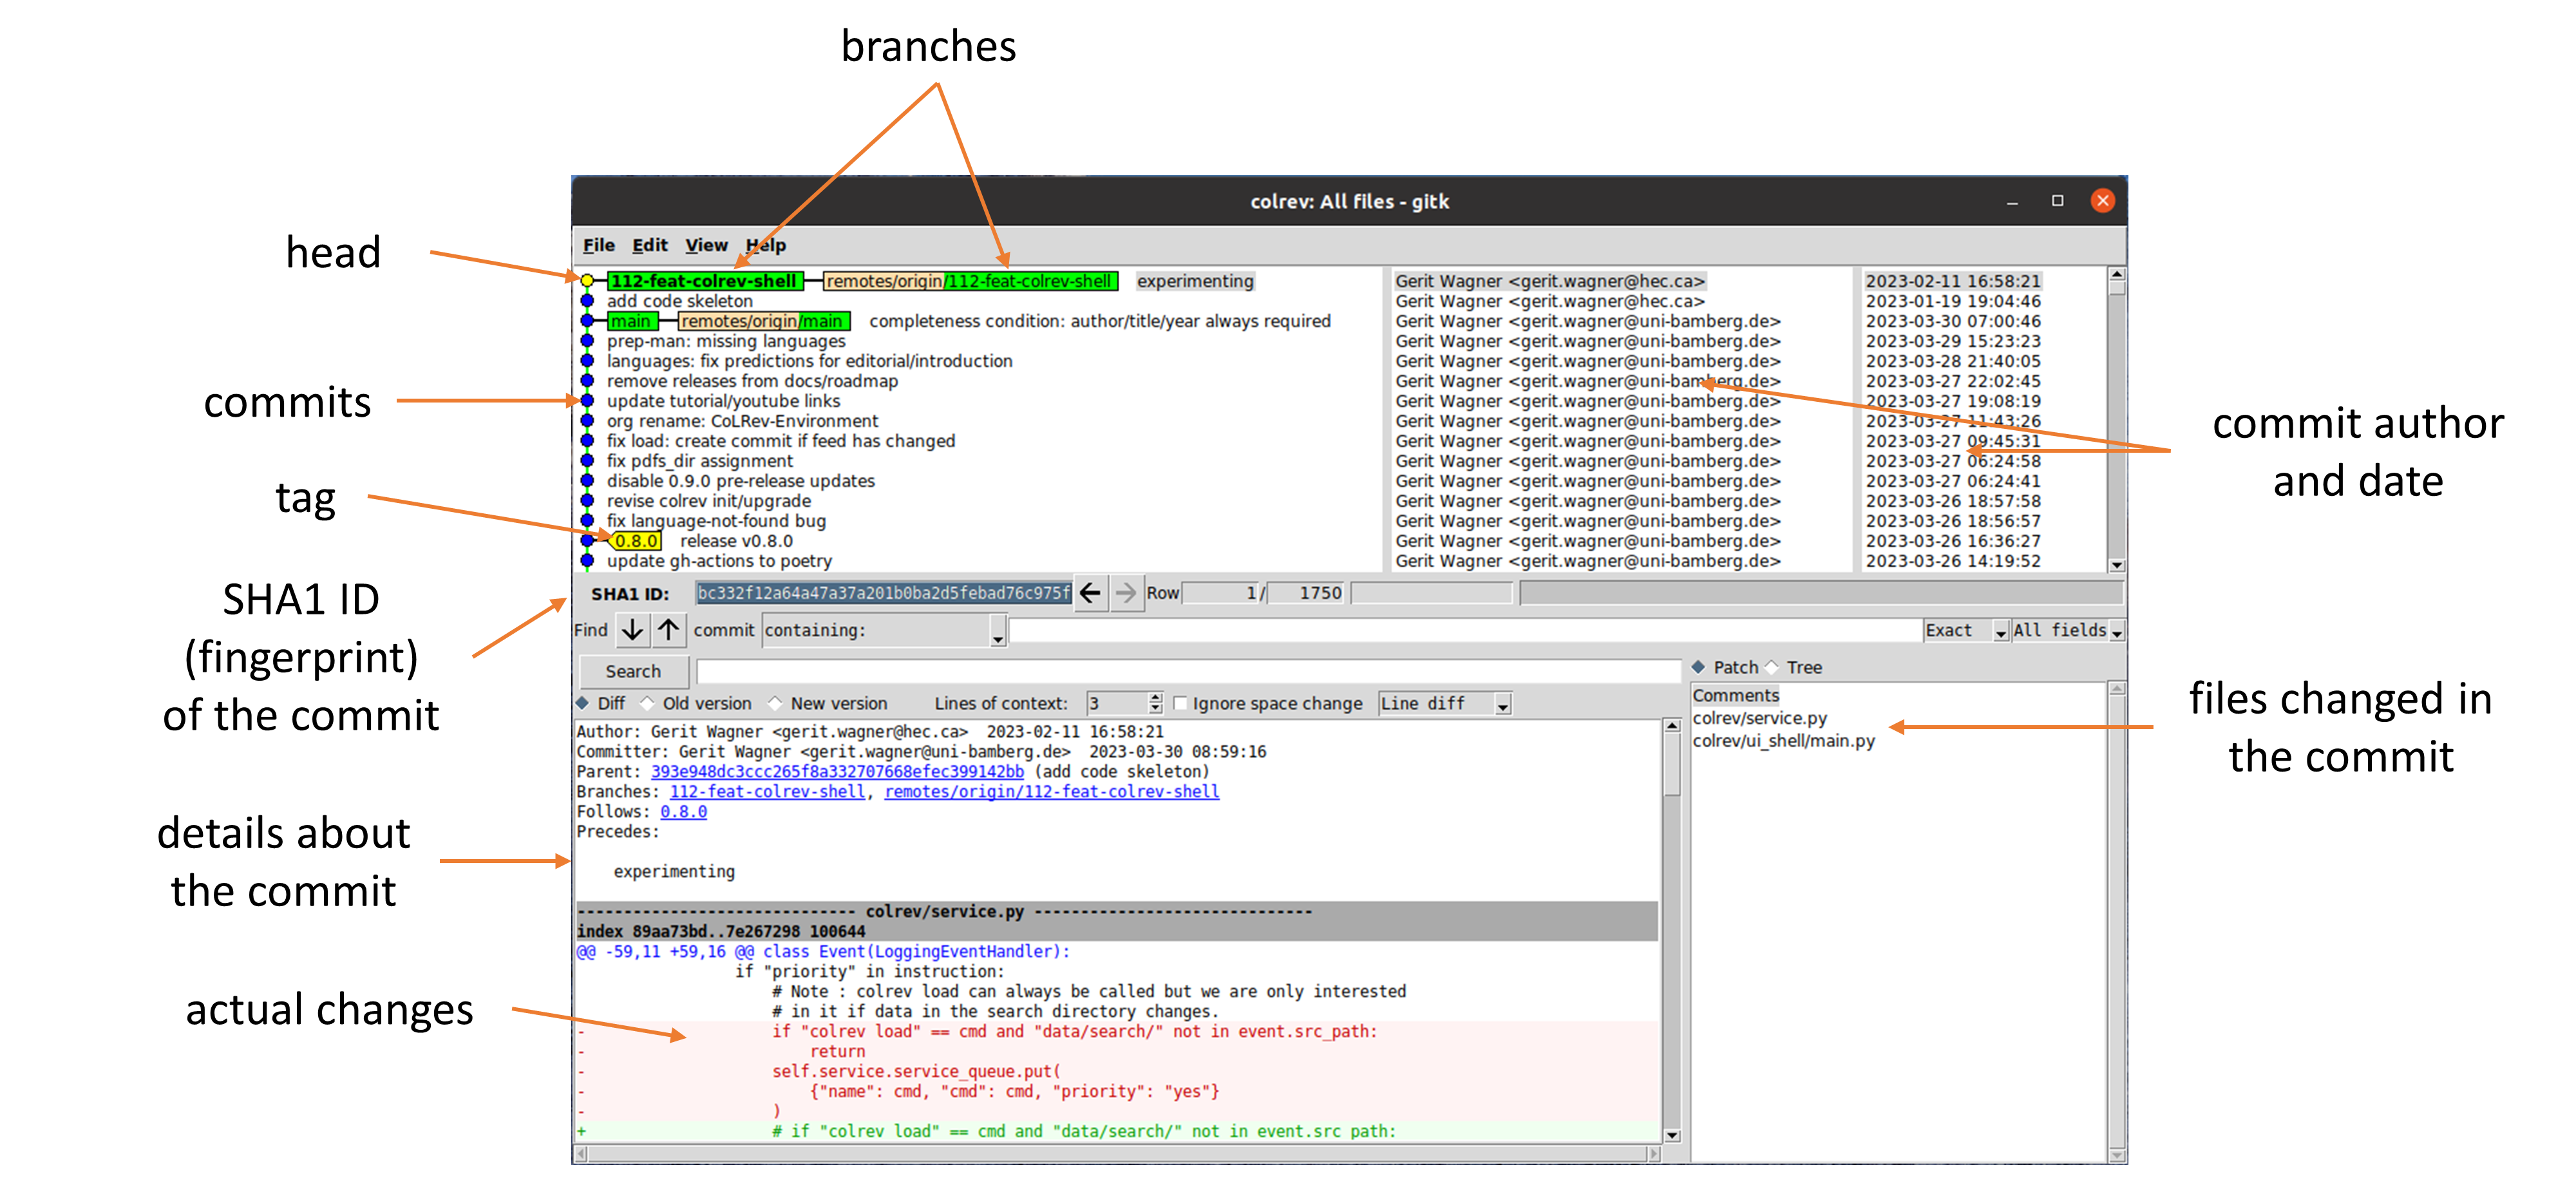 branches
head
commits
tag
SHA1 ID
(fingerprint)
of the commit
details about
the commit
actual changes
commit author
and date
files changed in
the commit
colrev: All files - gitk
File Edit View Help
112-feat-colrev-shell remotes/origin/112-feat-colrev-shell experimenting Gerit Wagner <gerit.wagner@hec.ca> 2023-02-11 16:58:21
add code skeleton Gerit Wagner <gerit.wagner@hec.ca> 2023-01-19 19:04:46
main remotes/origin/main completeness condition: author/title/year always required Gerit Wagner <gerit.wagner@uni-bamberg.de> 2023-03-30 07:00:46
prep-man: missing languages Gerit Wagner <gerit.wagner@uni-bamberg.de> 2023-03-29 15:23:23
languages: fix predictions for editorial/introduction Gerit Wagner <gerit.wagner@uni-bamberg.de> 2023-03-28 21:40:05
remove releases from docs/roadmap Gerit Wagner <gerit.wagner@uni-bamberg.de> 2023-03-27 22:02:45
update tutorial/youtube links Gerit Wagner <gerit.wagner@uni-bamberg.de> 2023-03-27 19:08:19
org rename: CoLRev-Environment Gerit Wagner <gerit.wagner@uni-bamberg.de> 2023-03-27 11:43:26
fix load: create commit if feed has changed Gerit Wagner <gerit.wagner@uni-bamberg.de> 2023-03-27 09:45:31
fix pdfs_dir assignment Gerit Wagner <gerit.wagner@uni-bamberg.de> 2023-03-27 06:24:58
disable 0.9.0 pre-release updates Gerit Wagner <gerit.wagner@uni-bamberg.de> 2023-03-27 06:24:41
revise colrev init/upgrade Gerit Wagner <gerit.wagner@uni-bamberg.de> 2023-03-26 18:57:58
fix language-not-found bug Gerit Wagner <gerit.wagner@uni-bamberg.de> 2023-03-26 18:56:57
0.8.0 release v0.8.0 Gerit Wagner <gerit.wagner@uni-bamberg.de> 2023-03-26 16:36:27
update gh-actions to poetry Gerit Wagner <gerit.wagner@uni-bamberg.de> 2023-03-26 14:19:52
SHA1 ID: bc332f12a64a47a37a201b0ba2d5febad76c975f Row 1/ 1750
Find commit containing: Exact All fields
Search
Diff Old version New version Lines of context: 3 Ignore space change Line diff
Patch Tree
Comments
colrev/service.py
colrev/ui_shell/main.py
Author: Gerit Wagner <gerit.wagner@hec.ca> 2023-02-11 16:58:21
Committer: Gerit Wagner <gerit.wagner@uni-bamberg.de> 2023-03-30 08:59:16
Parent: 393e948dc3ccc265f8a332707668efec399142bb (add code skeleton)
Branches: 112-feat-colrev-shell, remotes/origin/112-feat-colrev-shell
Follows: 0.8.0
Precedes:
experimenting
------------------------------ colrev/service.py ------------------------------
index 89aa73bd..7e267298 100644
@@ -59,11 +59,16 @@ class Event(LoggingEventHandler):
if "priority" in instruction:
# Note : colrev load can always be called but we are only interested
# in it if data in the search directory changes.
- if "colrev load" == cmd and "data/search/" not in event.src_path:
- return
- self.service.service_queue.put(
- {"name": cmd, "cmd": cmd, "priority": "yes"}
- )
+ # if "colrev load" == cmd and "data/search/" not in event.src path: